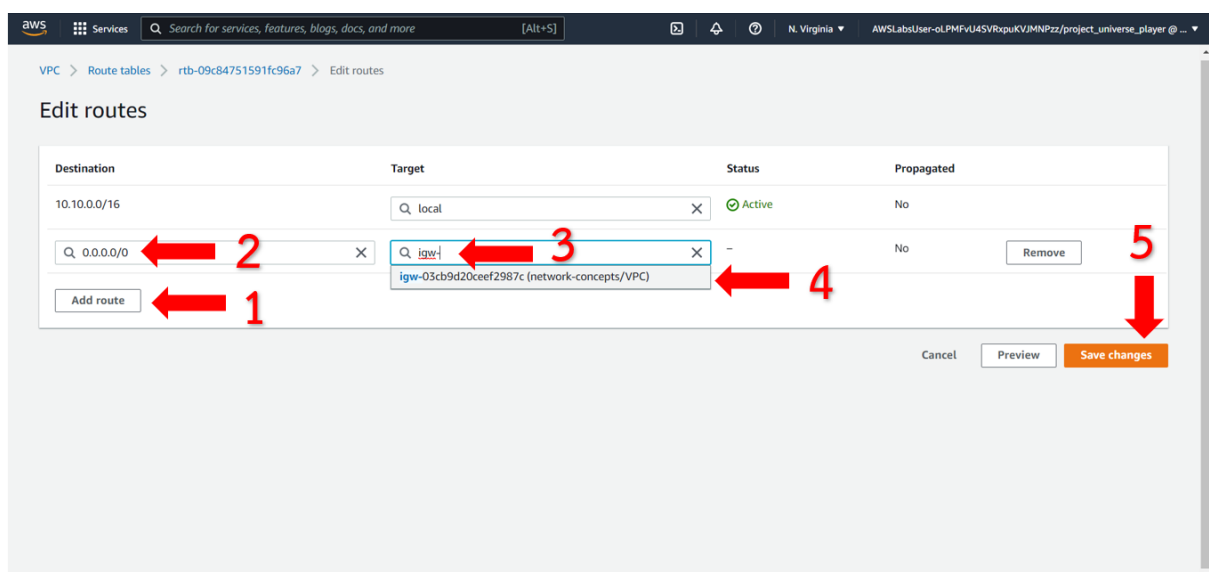 aws Services Search for services, features, blogs, docs, and more [Alt+S] N. Virginia AWSLabsUser-oLPMFvU4SVRxpuKVJMNPzz/project_universe_player @ ...
VPC > Route tables > rtb-09c84751591fc96a7 > Edit routes
Edit routes
Destination Target Status Propagated
10.10.0.0/16 local Active No
0.0.0.0/0 2 igw- 3 – No Remove 5
igw-03cb9d20ceef2987c (network-concepts/VPC) 4
Add route 1
Cancel Preview Save changes